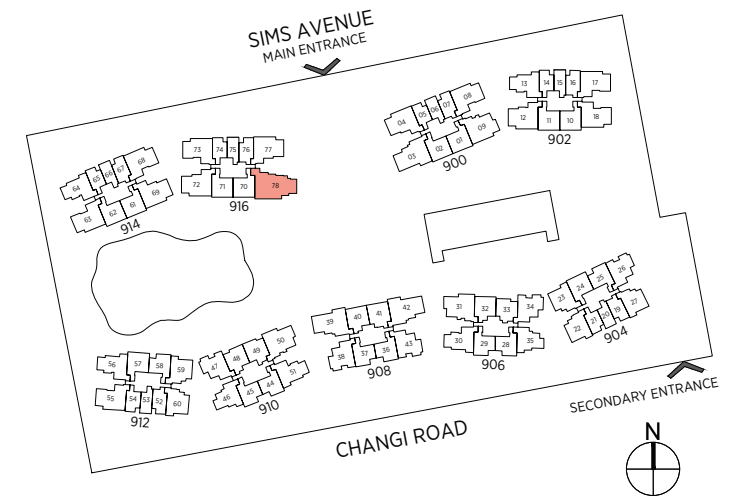 SIMS AVENUE
MAIN ENTRANCE
13 14 15 16 17
12 11 10 18
902
04 05 06 07 08
03 02 01 09
900
73 74 75 76 77
72 71 70 78
916
64 65 66 67 68
63 62 61 69
914
23 24 25 26
22 21 20 19 27
904
31 32 33 34
30 29 28 35
906
39 40 41 42
38 37 36 43
908
47 48 49 50
46 45 44 51
910
56 57 58 59
55 54 53 52 60
912
SECONDARY ENTRANCE
CHANGI ROAD
N